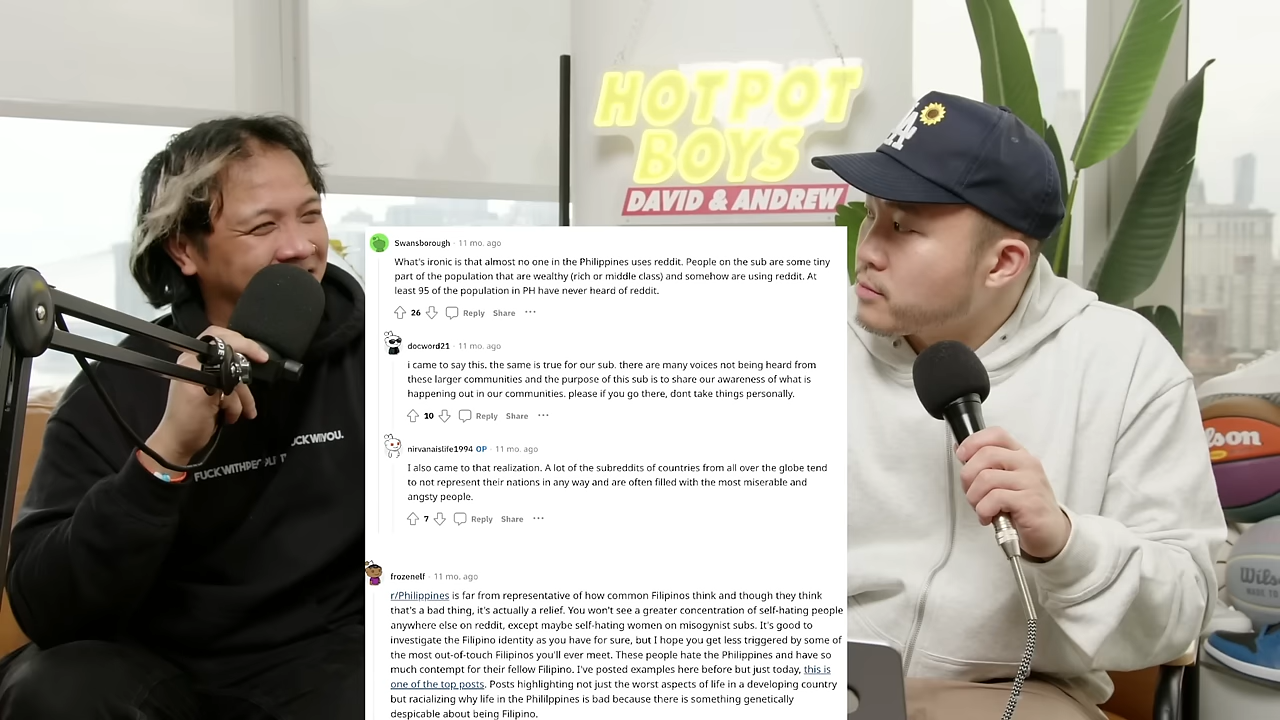 HOT POT
BOYS
DAVID & ANDREW
LA
Swansborough · 11 mo. ago
What's ironic is that almost no one in the Philippines uses reddit. People on the sub are some tiny
part of the population that are wealthy (rich or middle class) and somehow are using reddit. At
least 95 of the population in PH have never heard of reddit.
26 Reply Share ···
docword21 · 11 mo. ago
i came to say this. the same is true for our sub. there are many voices not being heard from
these larger communities and the purpose of this sub is to share our awareness of what is
happening out in our communities. please if you go there, dont take things personally.
10 Reply Share ···
nirvanaislife1994 OP · 11 mo. ago
I also came to that realization. A lot of the subreddits of countries from all over the globe tend
to not represent their nations in any way and are often filled with the most miserable and
angsty people.
7 Reply Share ···
frozenelf · 11 mo. ago
r/Philippines is far from representative of how common Filipinos think and though they think
that's a bad thing, it's actually a relief. You won't see a greater concentration of self-hating people
anywhere else on reddit, except maybe self-hating women on misogynist subs. It's good to
investigate the Filipino identity as you have for sure, but I hope you get less triggered by some of
the most out-of-touch Filipinos you'll ever meet. These people hate the Philippines and have so
much contempt for their fellow Filipino. I've posted examples here before but just today, this is
one of the top posts. Posts highlighting not just the worst aspects of life in a developing country
but racializing why life in the Phililppines is bad because there is something genetically
despicable about being Filipino.